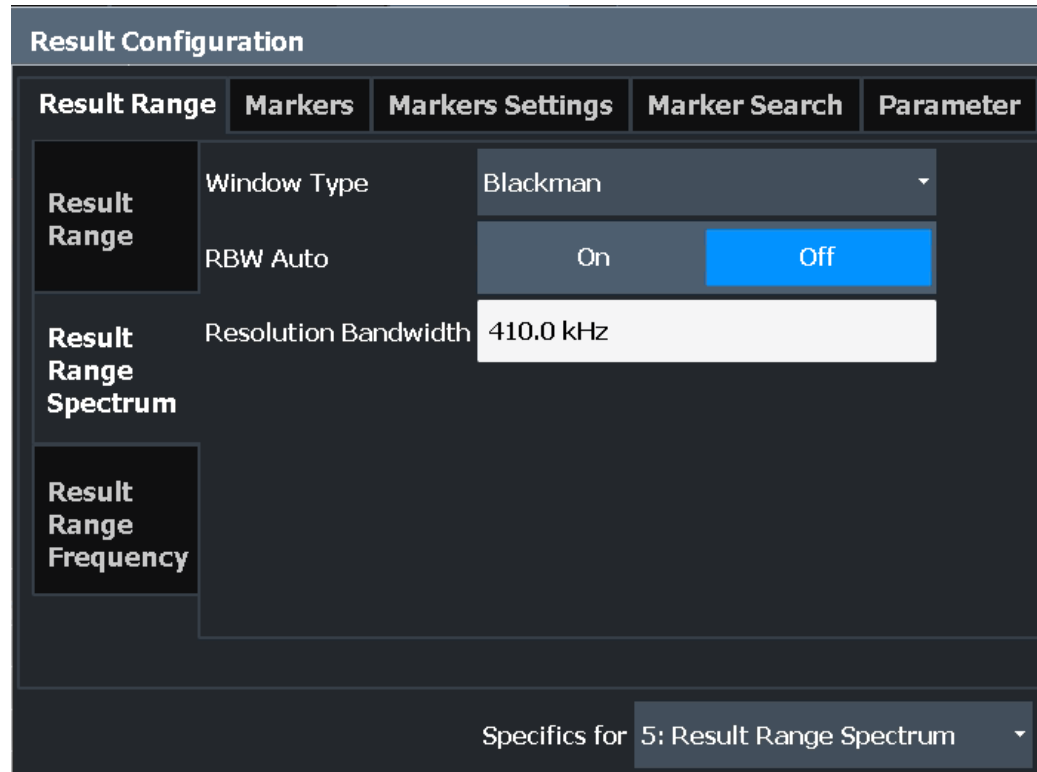 Result Configuration
Result Range Markers Markers Settings Marker Search Parameter
Result
Range
Window Type Blackman
RBW Auto On Off
Result
Range
Spectrum
Resolution Bandwidth 410.0 kHz
Result
Range
Frequency
Specifics for 5: Result Range Spectrum